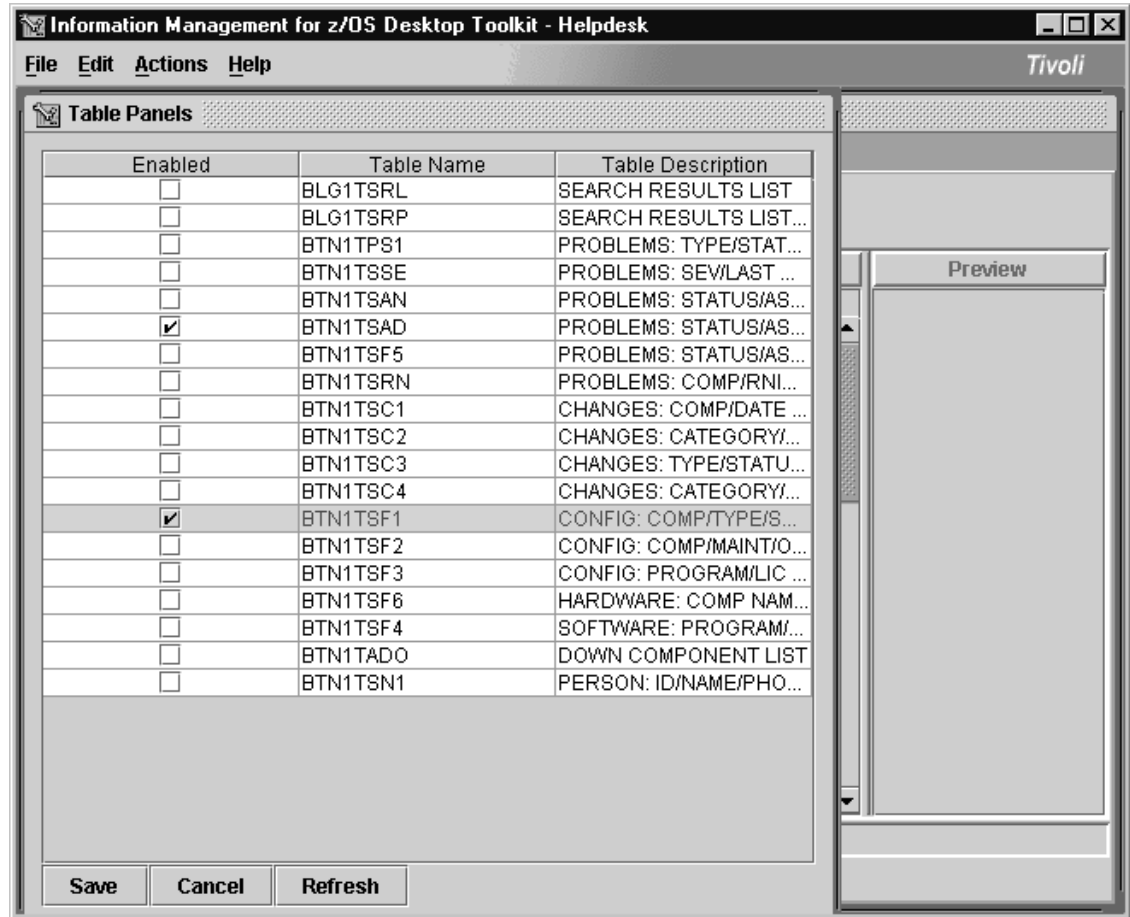 Information Management for z/OS Desktop Toolkit - Helpdesk
File Edit Actions Help Tivoli
Table Panels
Enabled Table Name Table Description
BLG1TSRL SEARCH RESULTS LIST
BLG1TSRP SEARCH RESULTS LIST...
BTN1TPS1 PROBLEMS: TYPE/STAT...
BTN1TSSE PROBLEMS: SEV/LAST ...
BTN1TSAN PROBLEMS: STATUS/AS...
BTN1TSAD PROBLEMS: STATUS/AS...
BTN1TSF5 PROBLEMS: STATUS/AS...
BTN1TSRN PROBLEMS: COMP/RNI...
BTN1TSC1 CHANGES: COMP/DATE ...
BTN1TSC2 CHANGES: CATEGORY/...
BTN1TSC3 CHANGES: TYPE/STATU...
BTN1TSC4 CHANGES: CATEGORY/...
BTN1TSF1 CONFIG: COMP/TYPE/S...
BTN1TSF2 CONFIG: COMP/MAINT/O...
BTN1TSF3 CONFIG: PROGRAM/LIC ...
BTN1TSF6 HARDWARE: COMP NAM...
BTN1TSF4 SOFTWARE: PROGRAM/...
BTN1TADO DOWN COMPONENT LIST
BTN1TSN1 PERSON: ID/NAME/PHO...
Preview
Save Cancel Refresh